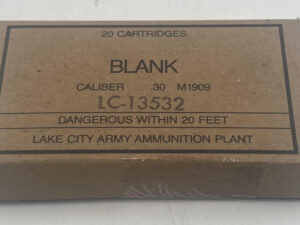 20 CARTRIDGES
BLANK
CALIBER .30 M1909
LC-13532
DANGEROUS WITHIN 20 FEET
LAKE CITY ARMY AMMUNITION PLANT